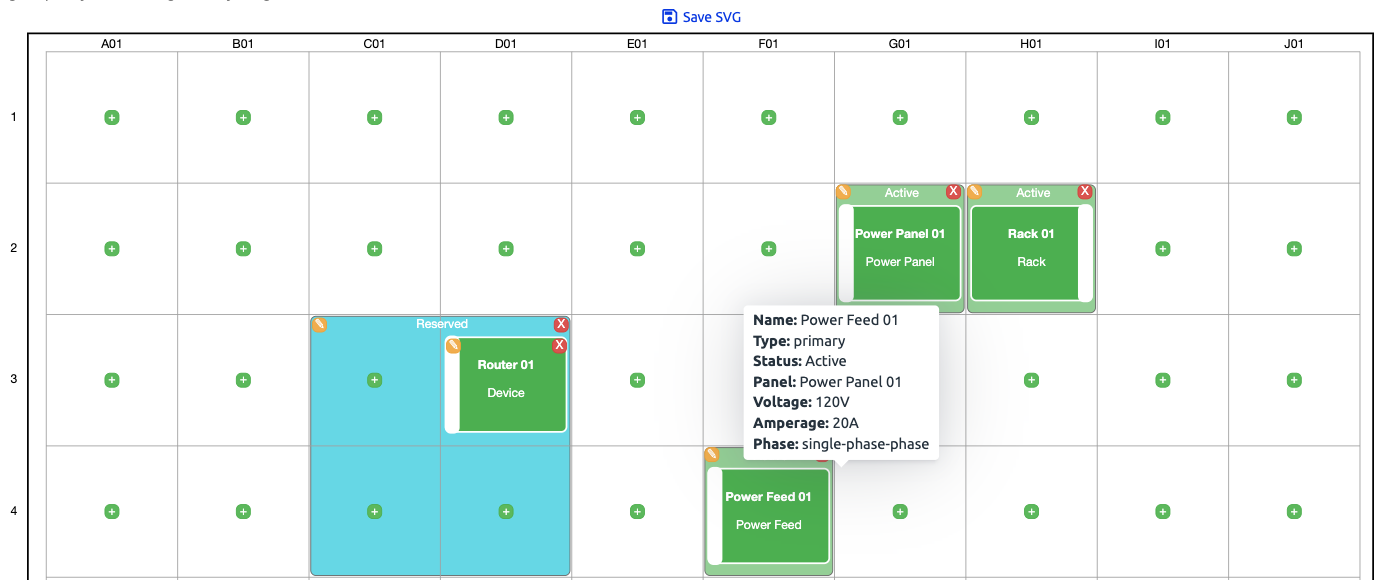 Save SVG
A01 B01 C01 D01 E01 F01 G01 H01 I01 J01
1
Active X Active X
2
Power Panel 01
Power Panel
Rack 01
Rack
Reserved X
X
3
Router 01
Device
Name: Power Feed 01
Type: primary
Status: Active
Panel: Power Panel 01
Voltage: 120V
Amperage: 20A
Phase: single-phase-phase
4
Power Feed 01
Power Feed